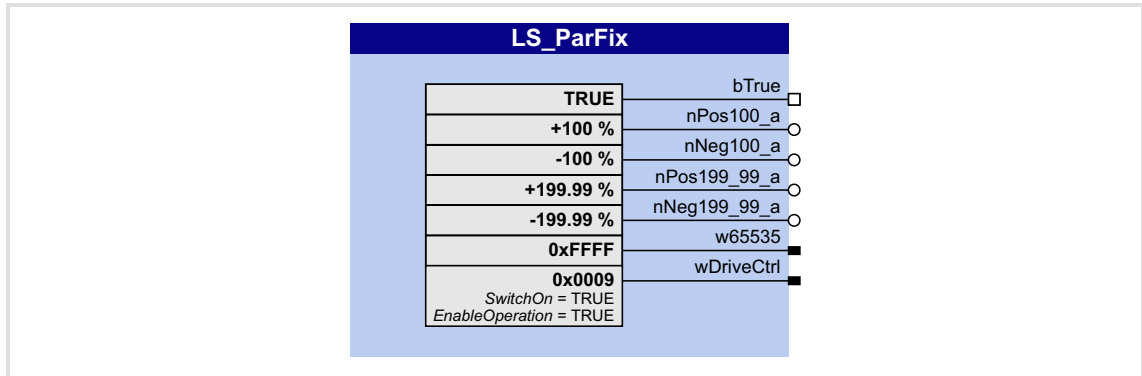 LS_ParFix
TRUE bTrue
+100 % nPos100_a
-100 % nNeg100_a
+199.99 % nPos199_99_a
-199.99 % nNeg199_99_a
0xFFFF w65535
0x0009 wDriveCtrl
SwitchOn = TRUE
EnableOperation = TRUE